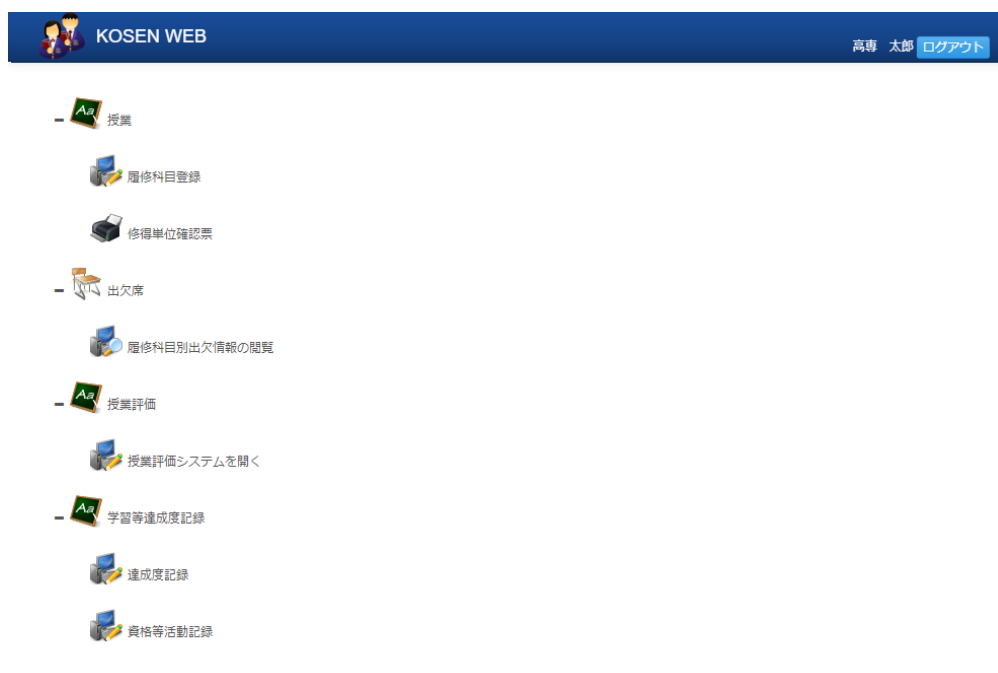 KOSEN WEB
高専 太郎 ログアウト
授業
履修科目登録
修得単位確認票
出欠席
履修科目別出欠情報の閲覧
授業評価
授業評価システムを開く
学習等達成度記録
達成度記録
資格等活動記録